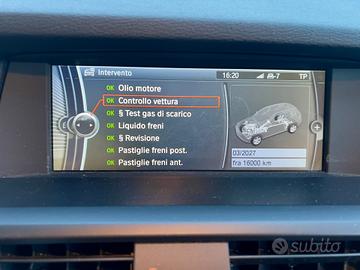 Intervento
16:20
-7
TP
OK Olio motore
OK Controllo vettura
OK § Test gas di scarico
OK Liquido freni
OK § Revisione
OK Pastiglie freni post.
OK Pastiglie freni ant.
03/2027
fra 16000 km
subito